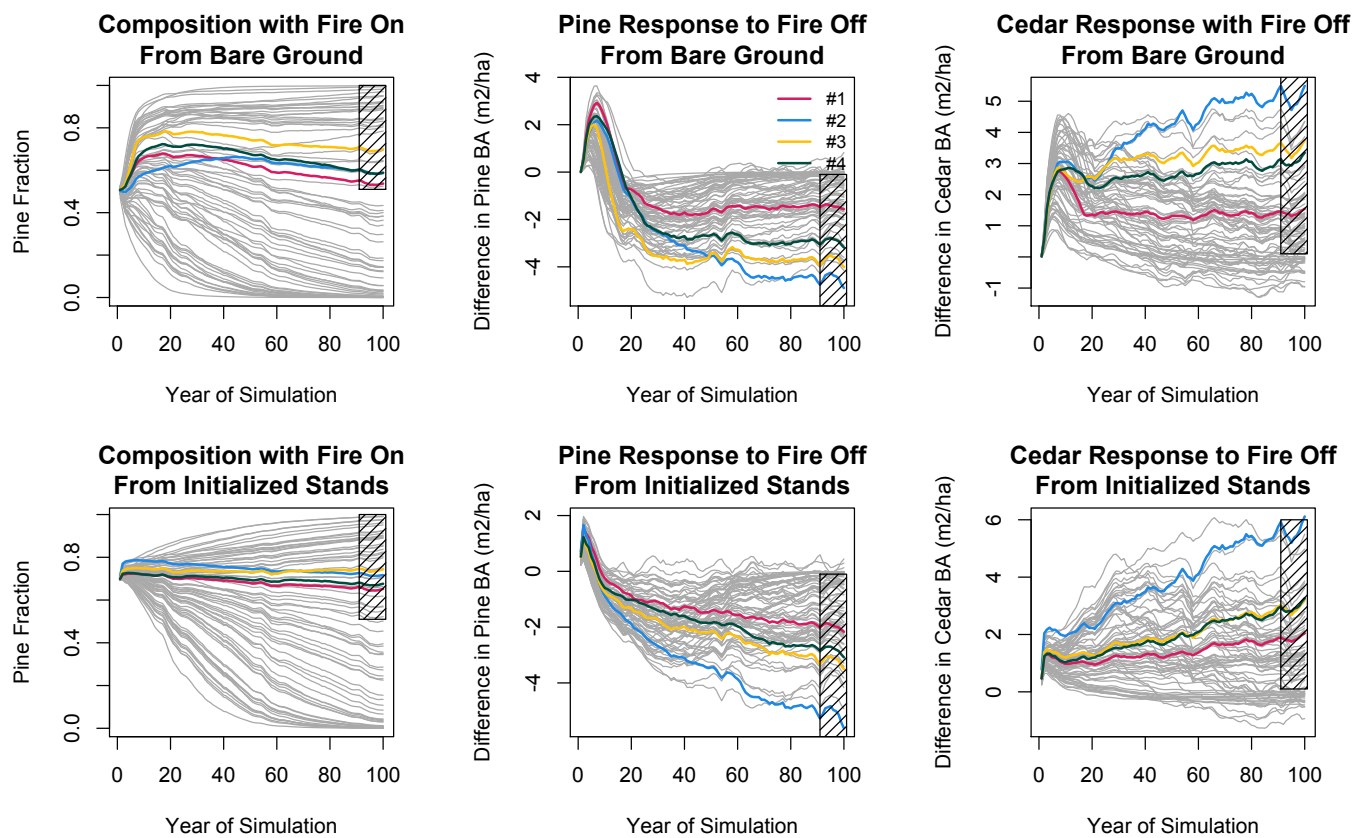 Composition with Fire On
From Bare Ground
Pine Fraction
0.0
0.4
0.8
0 20 40 60 80 100
Year of Simulation
Pine Response to Fire Off
From Bare Ground
Difference in Pine BA (m2/ha)
4
2
0
-2
-4
#1
#2
#3
#4
0 20 40 60 80 100
Year of Simulation
Cedar Response with Fire Off
From Bare Ground
Difference in Cedar BA (m2/ha)
5
4
3
2
1
-1
0 20 40 60 80 100
Year of Simulation
Composition with Fire On
From Initialized Stands
Pine Fraction
0.0
0.4
0.8
0 20 40 60 80 100
Year of Simulation
Pine Response to Fire Off
From Initialized Stands
Difference in Pine BA (m2/ha)
2
0
-2
-4
0 20 40 60 80 100
Year of Simulation
Cedar Response to Fire Off
From Initialized Stands
Difference in Cedar BA (m2/ha)
6
4
2
0
0 20 40 60 80 100
Year of Simulation